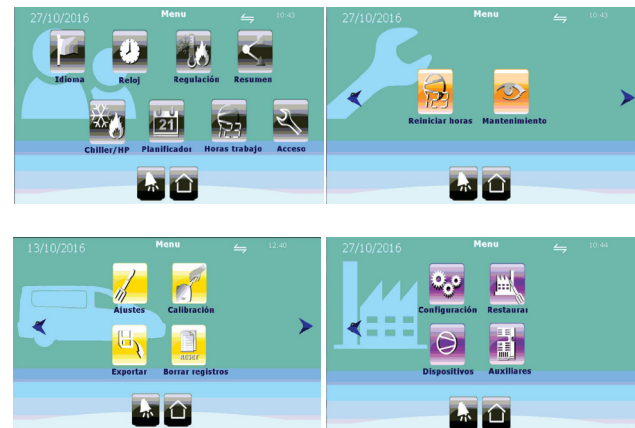 27/10/2016 Menu 10:43
Idioma Reloj Regulación Resumen
21
Chiller/HP Planificador Horas trabajo Acceso
27/10/2016 Menu 10:43
123
Reiniciar horas Mantenimiento
13/10/2016 Menu 12:40
Ajustes Calibración
Exportar Borrar registros
27/10/2016 Menu 10:44
Configuración Restaurar
Dispositivos Auxiliares